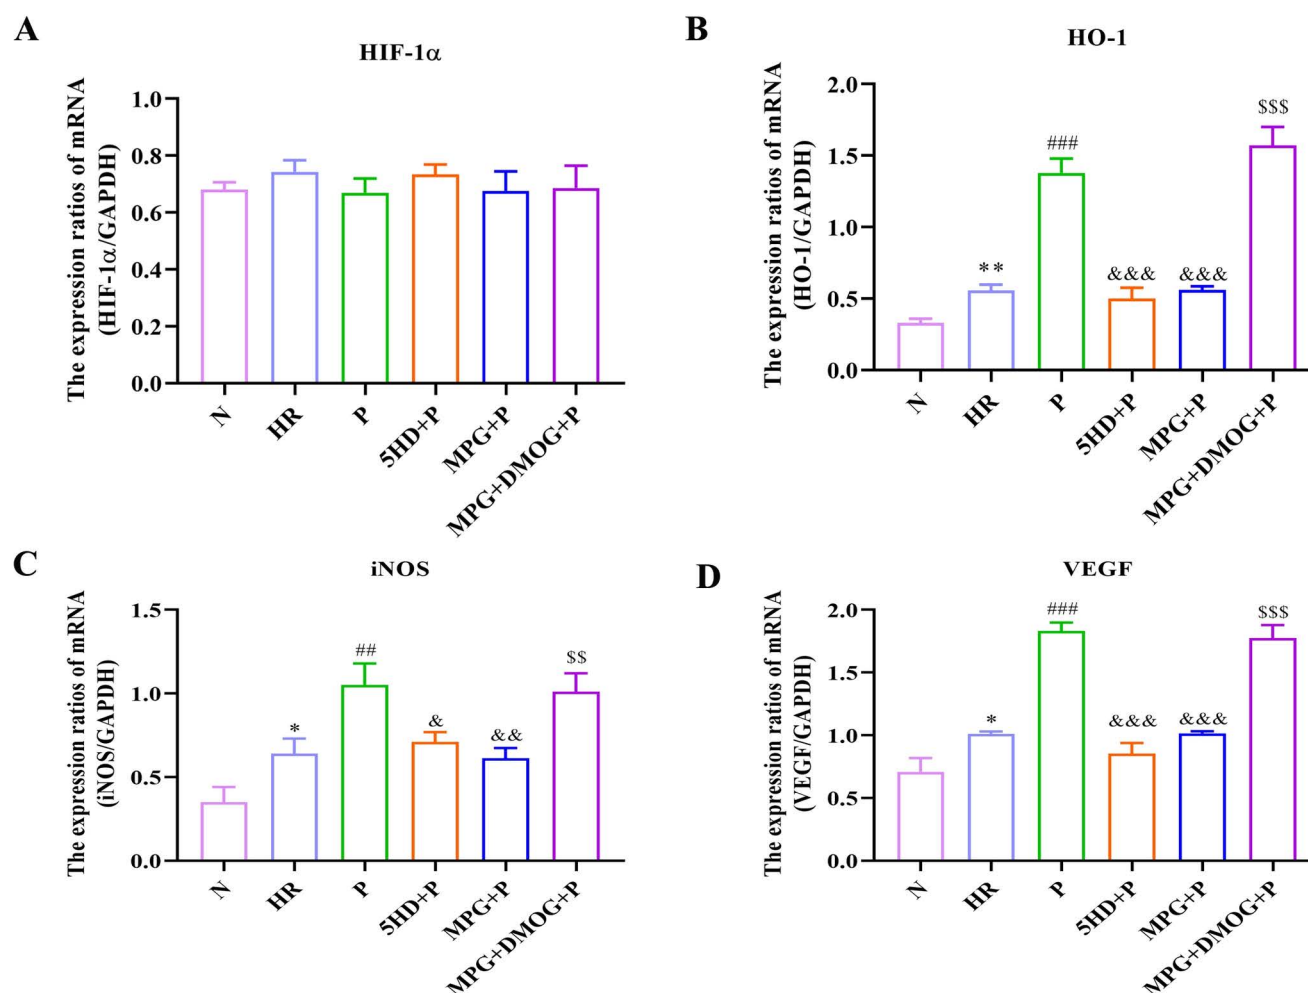 A
HIF-1α
The expression ratios of mRNA
(HIF-1α/GAPDH)
1.0
0.8
0.6
0.4
0.2
0.0
N
HR
P
5HD+P
MPG+P
MPG+DMOG+P
B
HO-1
The expression ratios of mRNA
(HO-1/GAPDH)
2.0
1.5
1.0
0.5
0.0
**
###
&&&
&&&
$$$
N
HR
P
5HD+P
MPG+P
MPG+DMOG+P
C
iNOS
The expression ratios of mRNA
(iNOS/GAPDH)
1.5
1.0
0.5
0.0
*
##
&
&&
$$
N
HR
P
5HD+P
MPG+P
MPG+DMOG+P
D
VEGF
The expression ratios of mRNA
(VEGF/GAPDH)
2.0
1.5
1.0
0.5
0.0
*
###
&&&
&&&
$$$
N
HR
P
5HD+P
MPG+P
MPG+DMOG+P